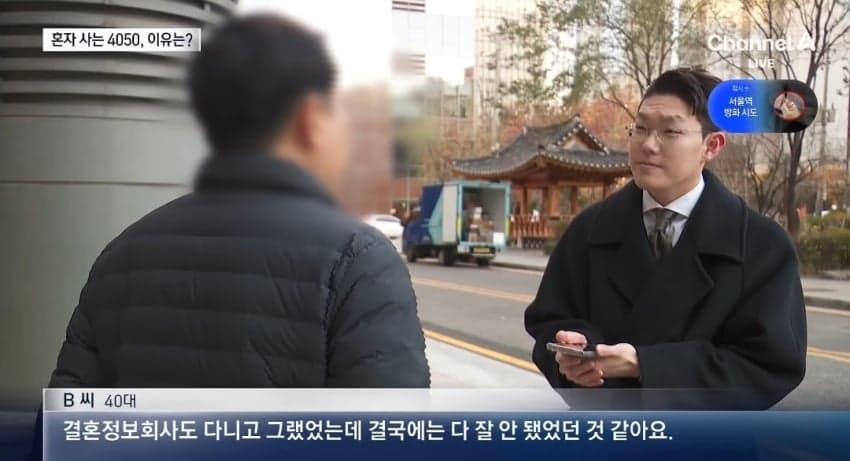 혼자 사는 4050, 이유는?
Channel A
LIVE
서울역
방화 시도
B 씨 40대
결혼정보회사도 다니고 그랬었는데 결국에는 다 잘 안 됐었던 것 같아요.